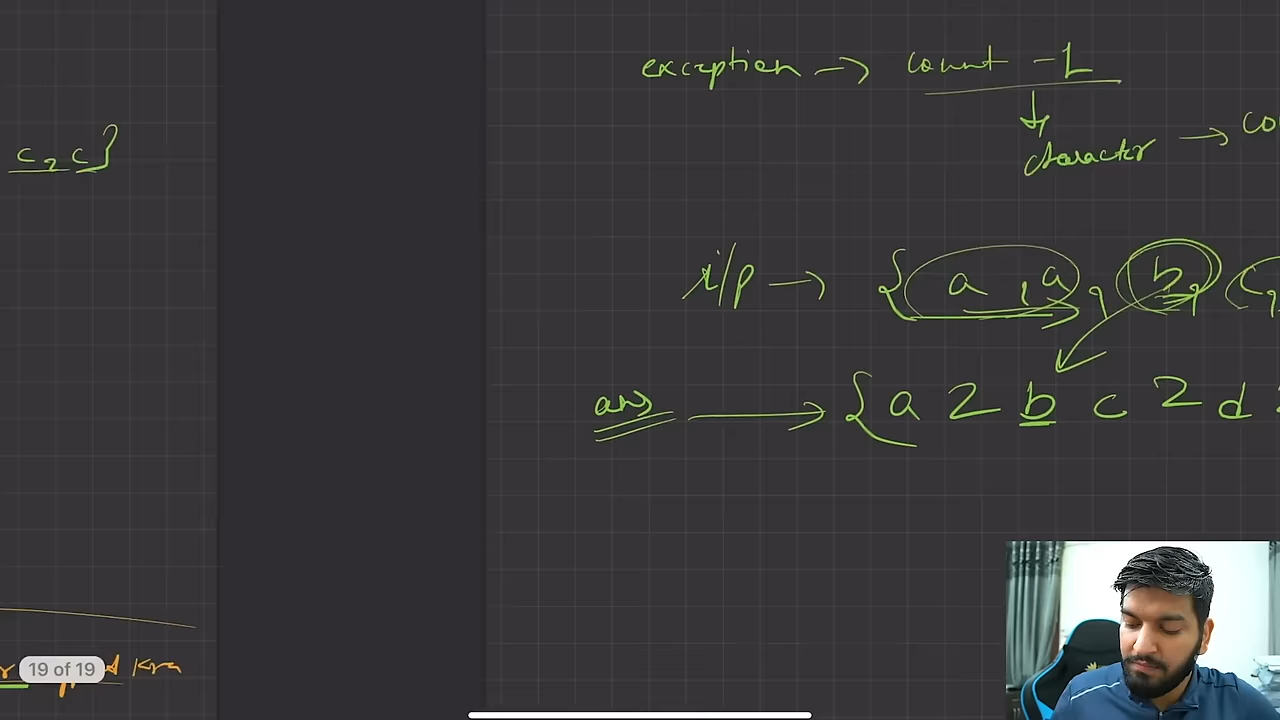 exception → count - 1
character → co
c, c}
i/p → {a, a, b, c,
ans → {a 2 b c 2 d
19 of 19